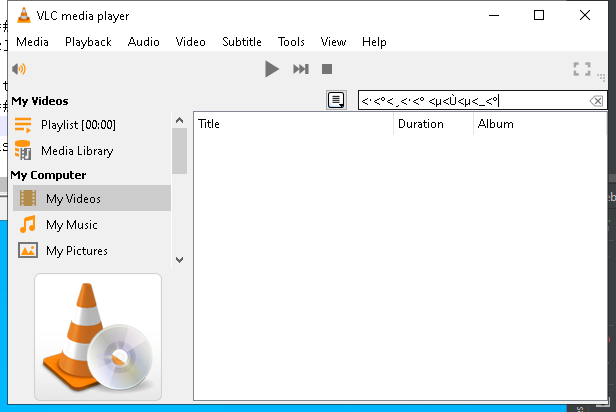 VLC media player
Media Playback Audio Video Subtitle Tools View Help
My Videos
Playlist [00:00]
Media Library
My Computer
My Videos
My Music
My Pictures
Title Duration Album